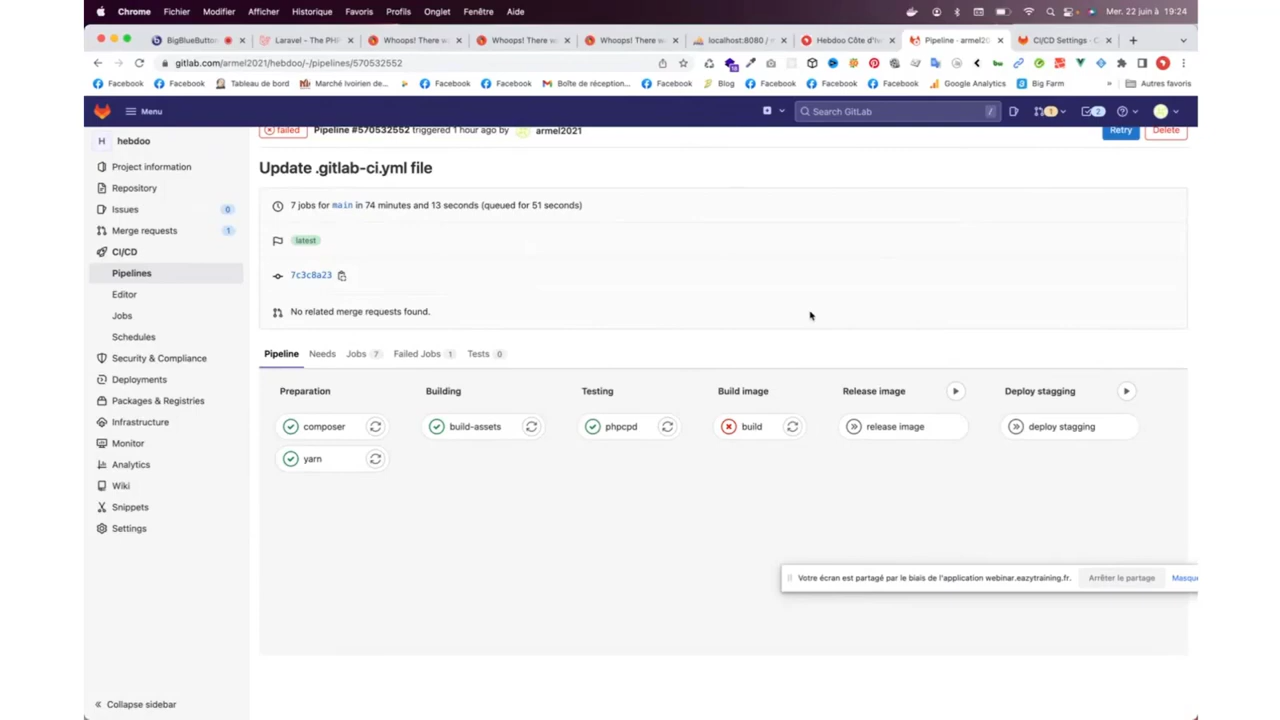 Chrome Fichier Modifier Afficher Historique Favoris Profils Onglet Fenêtre Aide Mer. 22 juin à 19:24
BigBlueButton Laravel - The PHP Whoops! There w Whoops! There w Whoops! There w localhost:8080 / Hebdoo Côte d'Iv Pipeline · armel20 CI/CD Settings · C
gitlab.com/armel2021/hebdoo/-/pipelines/570532552
Facebook Facebook Tableau de bord Marché Ivoirien de... Facebook Facebook Boîte de réception... Facebook Blog Facebook Facebook Google Analytics Big Farm » Autres favoris
Menu Search GitLab / 1 2
H hebdoo
failed Pipeline #570532552 triggered 1 hour ago by armel2021 Retry Delete
Project information
Repository
Issues 0
Merge requests 1
CI/CD
Pipelines
Editor
Jobs
Schedules
Security & Compliance
Deployments
Packages & Registries
Infrastructure
Monitor
Analytics
Wiki
Snippets
Settings
Collapse sidebar
Update .gitlab-ci.yml file
7 jobs for main in 74 minutes and 13 seconds (queued for 51 seconds)
latest
7c3c8a23
No related merge requests found.
Pipeline Needs Jobs 7 Failed Jobs 1 Tests 0
Preparation Building Testing Build image Release image Deploy stagging
composer build-assets phpcpd build release image deploy stagging
yarn
Votre écran est partagé par le biais de l'application webinar.eazytraining.fr. Arrêter le partage Masque